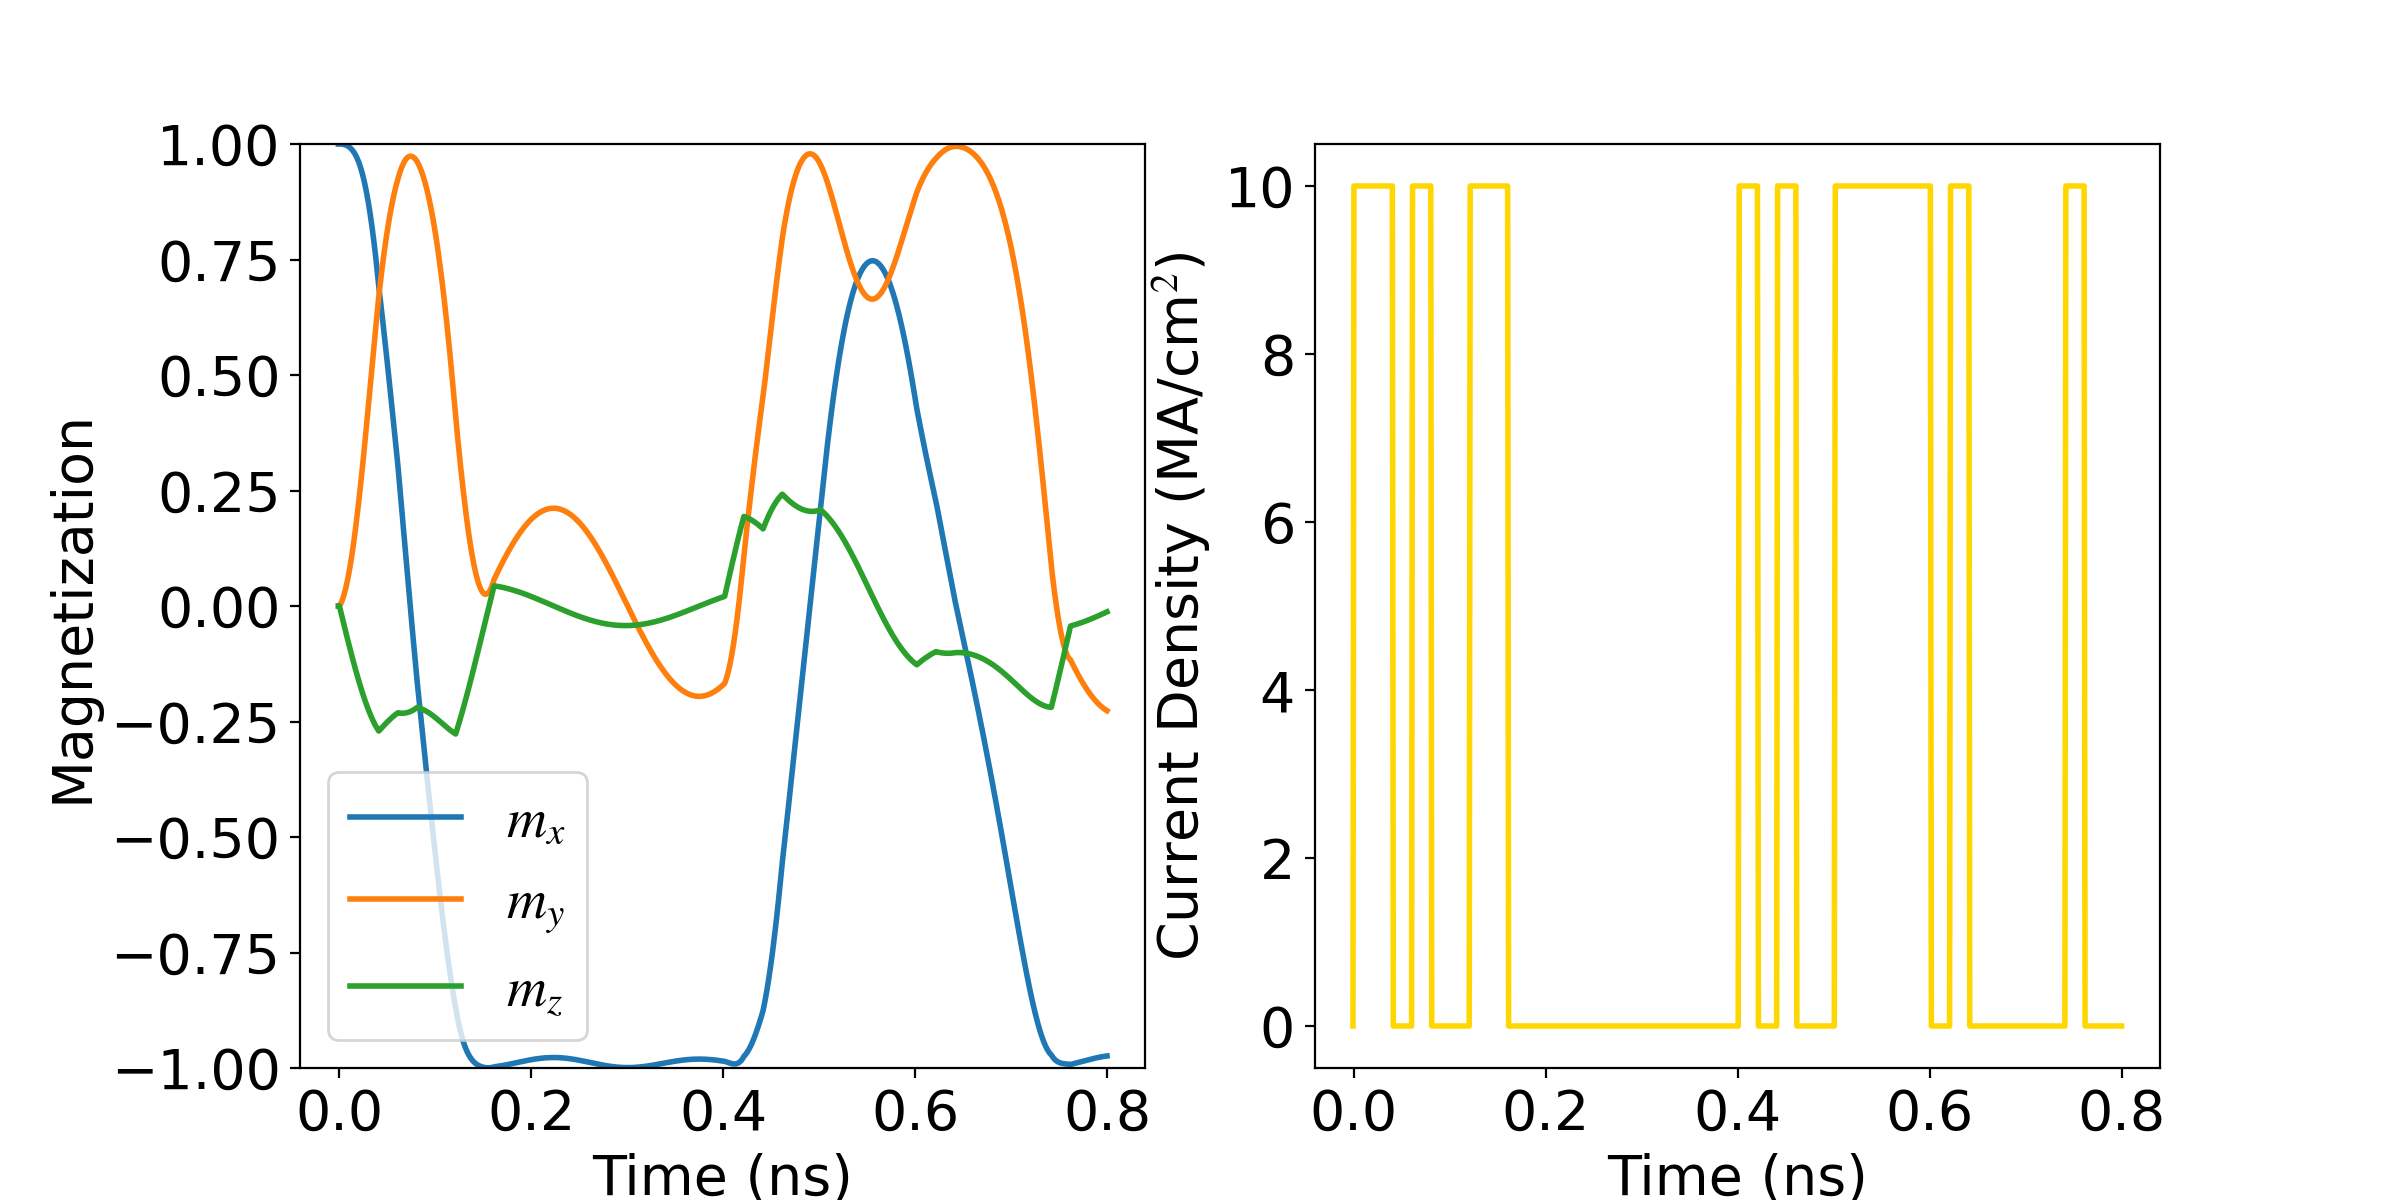 1.00
0.75
0.50
0.25
0.00
−0.25
−0.50
−0.75
−1.00
Magnetization
m_x
m_y
m_z
0.0 0.2 0.4 0.6 0.8
Time (ns)
10
8
6
4
2
0
Current Density (MA/cm²)
0.0 0.2 0.4 0.6 0.8
Time (ns)